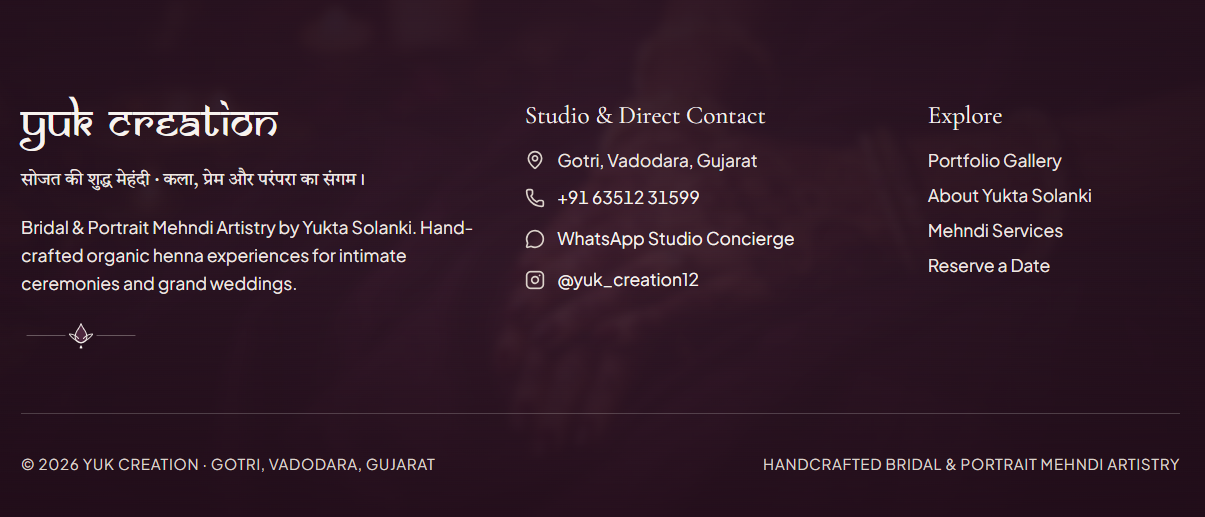 yuk creation
सोजत की शुद्ध मेहंदी · कला, प्रेम और परंपरा का संगम ।
Bridal & Portrait Mehndi Artistry by Yukta Solanki. Hand-
crafted organic henna experiences for intimate
ceremonies and grand weddings.
Studio & Direct Contact
Gotri, Vadodara, Gujarat
+91 63512 31599
WhatsApp Studio Concierge
@yuk_creation12
Explore
Portfolio Gallery
About Yukta Solanki
Mehndi Services
Reserve a Date
© 2026 YUK CREATION · GOTRI, VADODARA, GUJARAT
HANDCRAFTED BRIDAL & PORTRAIT MEHNDI ARTISTRY